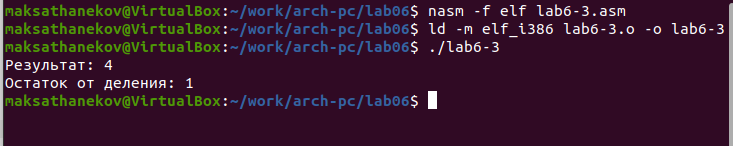 maksathanekov@VirtualBox:~/work/arch-pc/lab06$ nasm -f elf lab6-3.asm
maksathanekov@VirtualBox:~/work/arch-pc/lab06$ ld -m elf_i386 lab6-3.o -o lab6-3
maksathanekov@VirtualBox:~/work/arch-pc/lab06$ ./lab6-3
Результат: 4
Остаток от деления: 1
maksathanekov@VirtualBox:~/work/arch-pc/lab06$